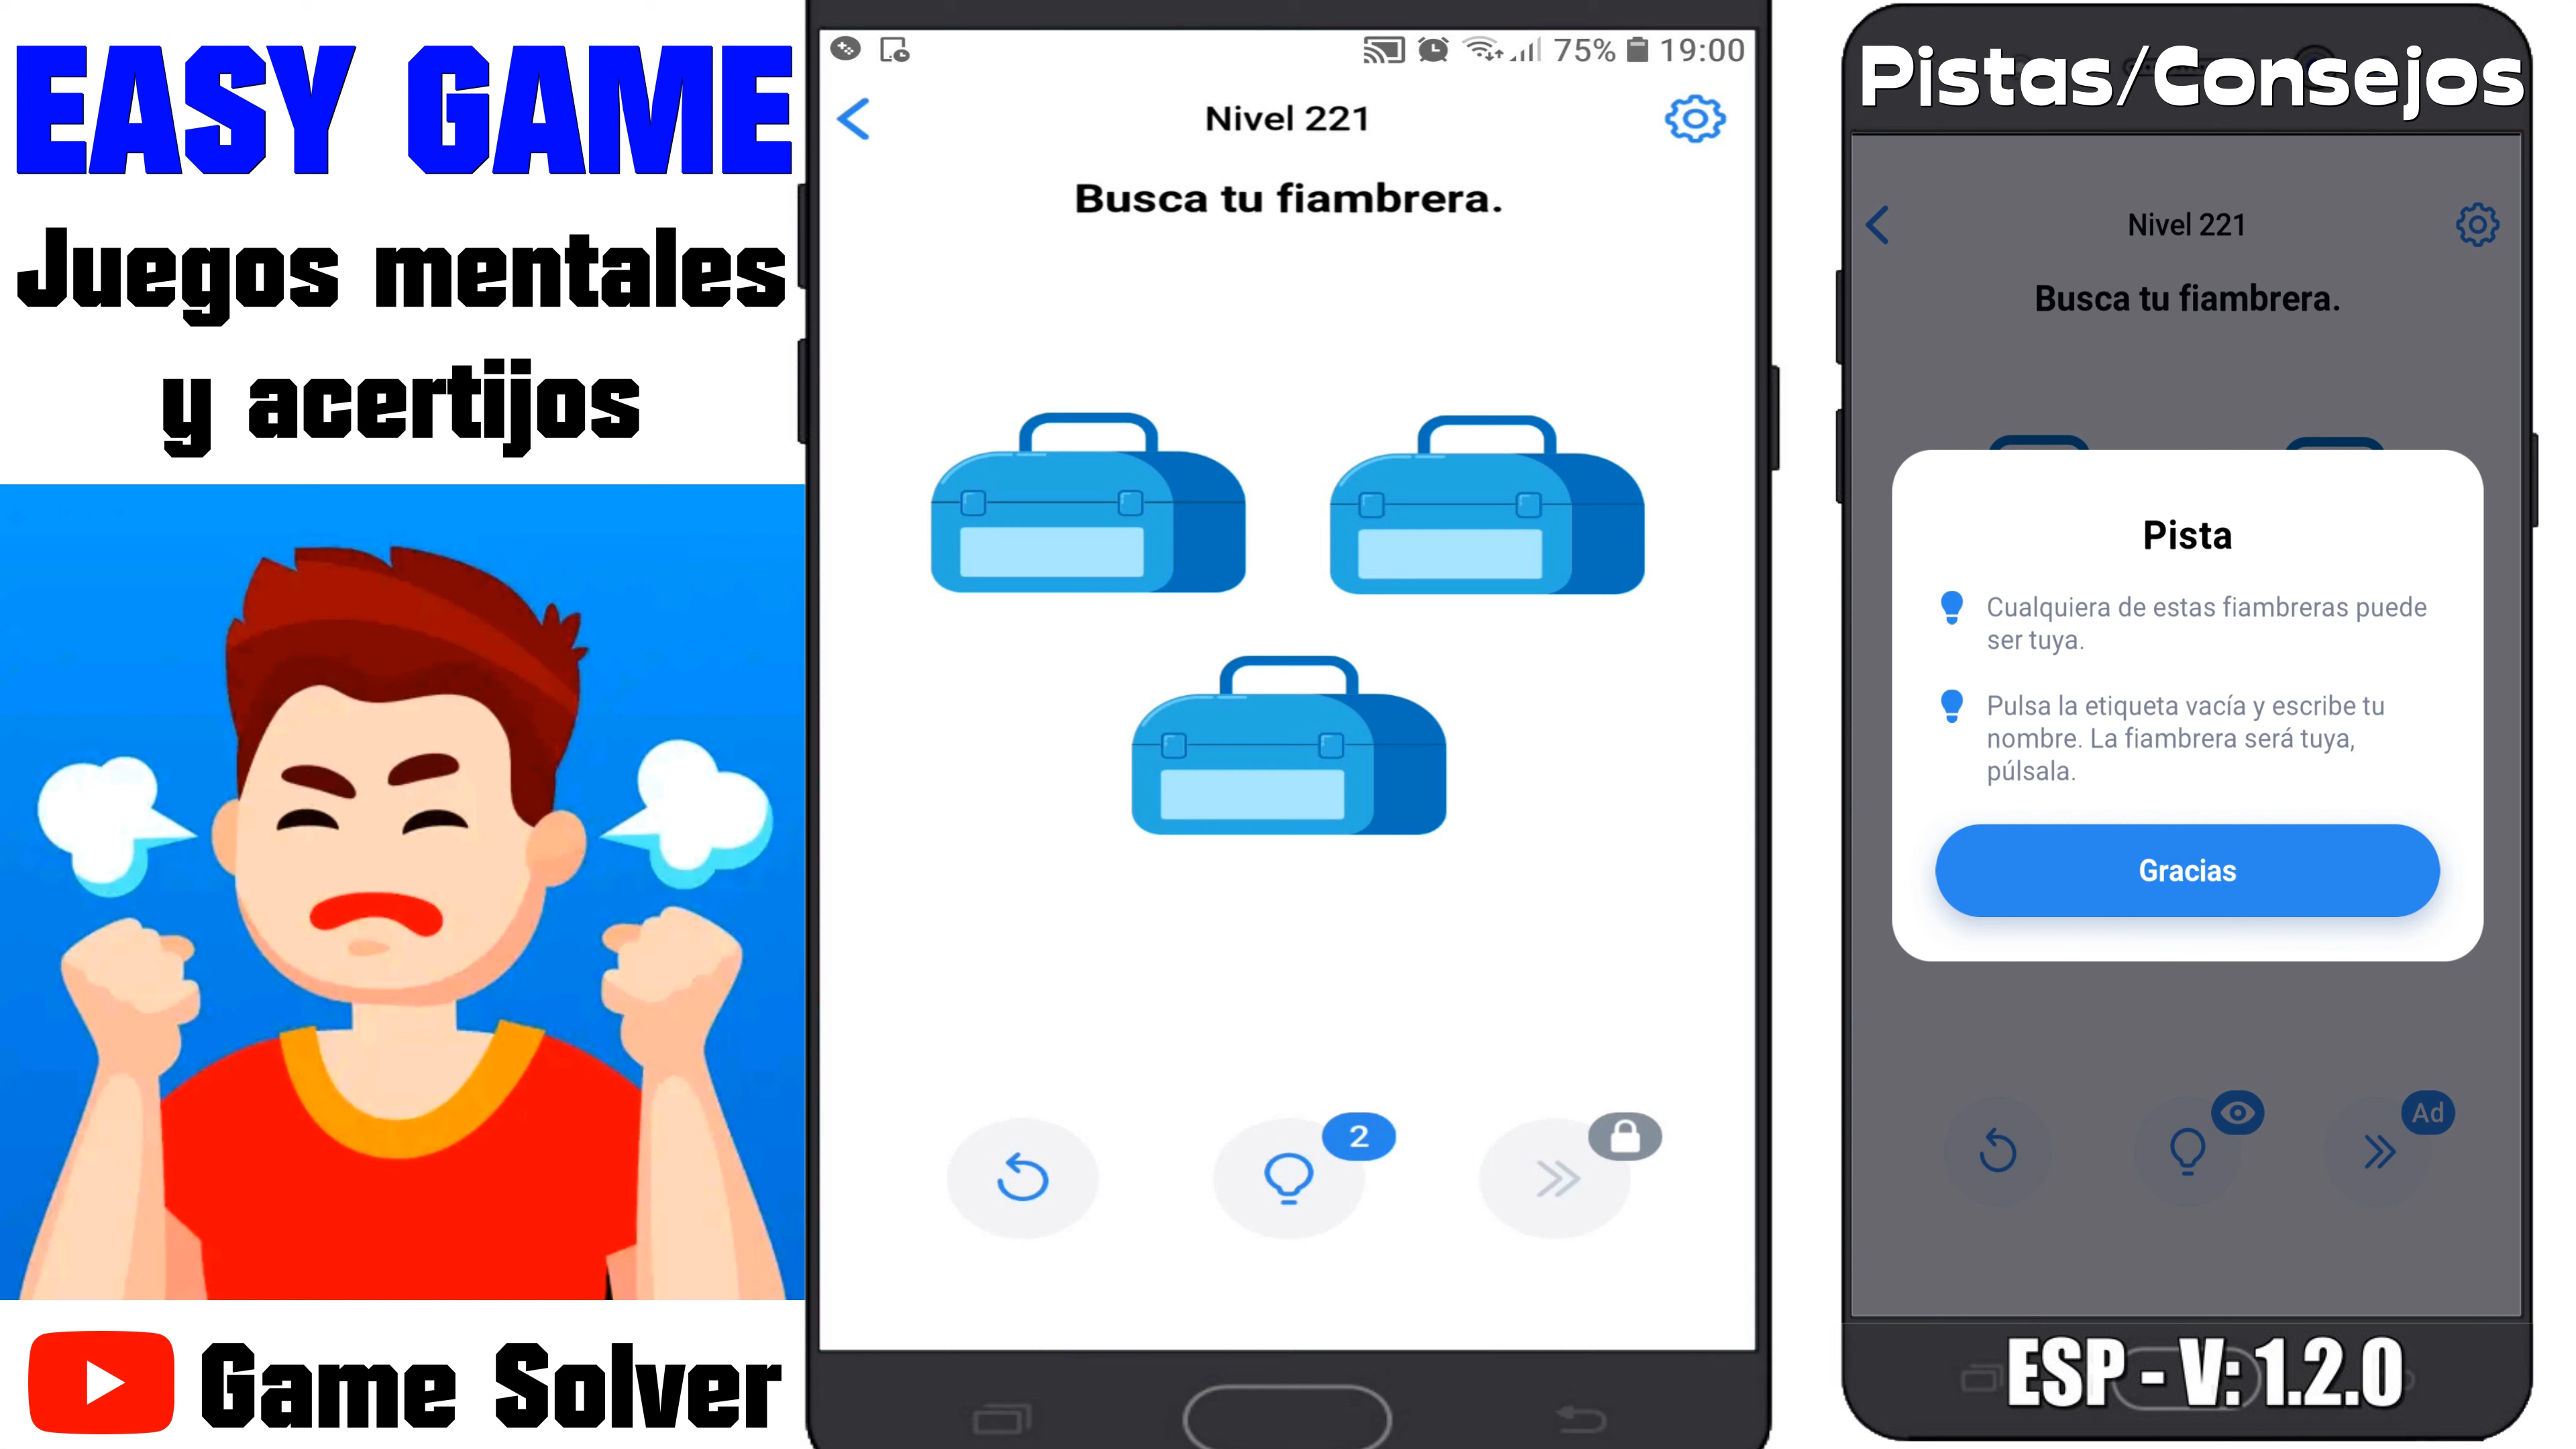 EASY GAME
Juegos mentales
y acertijos
Game Solver
75% 19:00
Nivel 221
Busca tu fiambrera.
2
Pistas/Consejos
Nivel 221
Busca tu fiambrera.
Pista
Cualquiera de estas fiambreras puede
ser tuya.
Pulsa la etiqueta vacía y escribe tu
nombre. La fiambrera será tuya,
púlsala.
Gracias
Ad
ESP - V: 1.2.0